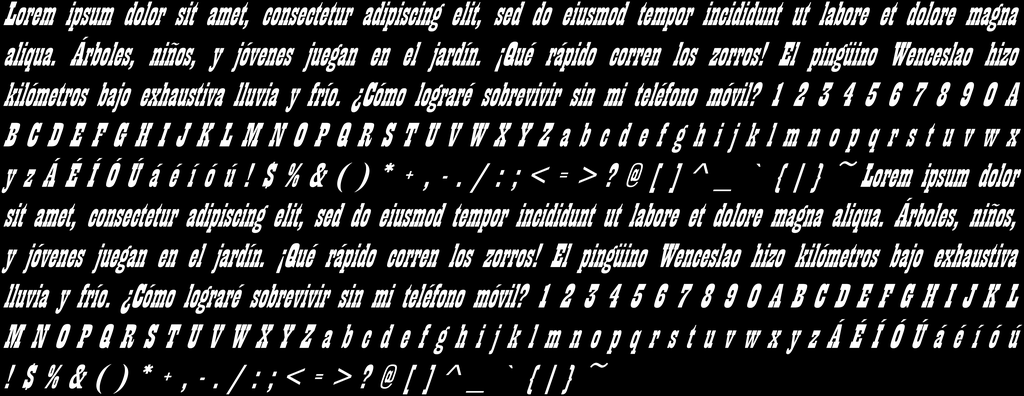 Lorem ipsum dolor sit amet, consectetur adipiscing elit, sed do eiusmod tempor incididunt ut labore et dolore magna
aliqua. Árboles, niños, y jóvenes juegan en el jardín. ¡Qué rápido corren los zorros! El pingüino Wenceslao hizo
kilómetros bajo exhaustiva lluvia y frío. ¿Cómo lograré sobrevivir sin mi teléfono móvil? 1 2 3 4 5 6 7 8 9 0 A
B C D E F G H I J K L M N O P Q R S T U V W X Y Z a b c d e f g h i j k l m n o p q r s t u v w x
y z Á É Í Ó Ú á é í ó ú ! $ % & ( ) * + , - . / : ; < = > ? @ [ ] ^ _ ` { | } ~ Lorem ipsum dolor
sit amet, consectetur adipiscing elit, sed do eiusmod tempor incididunt ut labore et dolore magna aliqua. Árboles, niños,
y jóvenes juegan en el jardín. ¡Qué rápido corren los zorros! El pingüino Wenceslao hizo kilómetros bajo exhaustiva
lluvia y frío. ¿Cómo lograré sobrevivir sin mi teléfono móvil? 1 2 3 4 5 6 7 8 9 0 A B C D E F G H I J K L
M N O P Q R S T U V W X Y Z a b c d e f g h i j k l m n o p q r s t u v w x y z Á É Í Ó Ú á é í ó ú
! $ % & ( ) * + , - . / : ; < = > ? @ [ ] ^ _ ` { | } ~